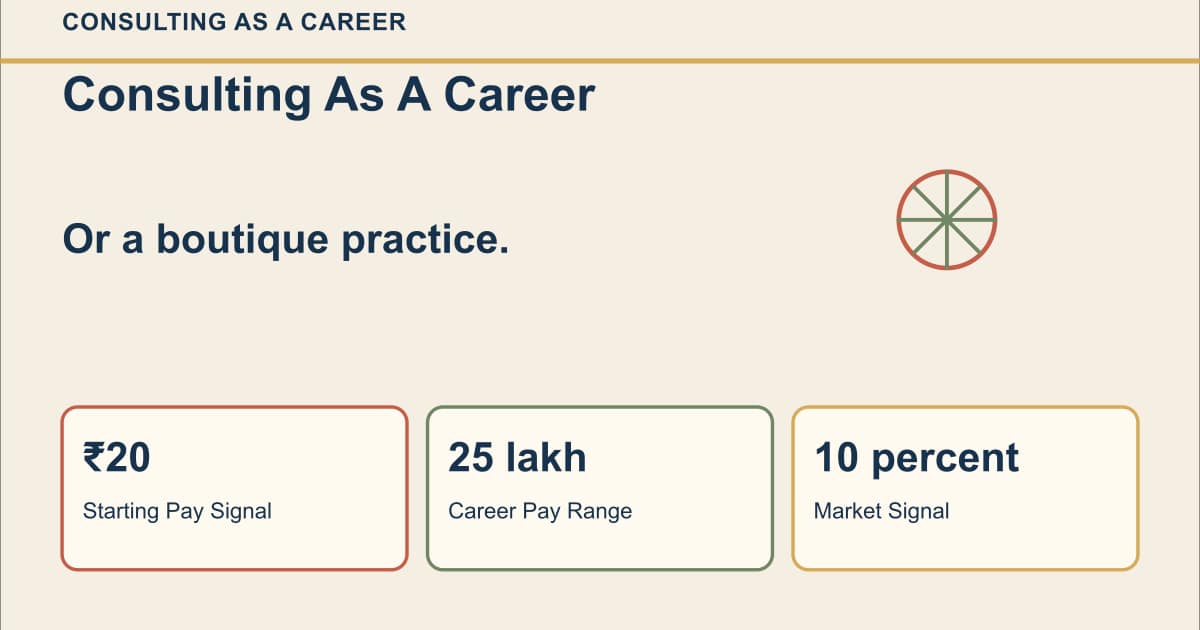 CONSULTING AS A CAREER
Consulting As A Career
Or a boutique practice.
₹20
Starting Pay Signal
25 lakh
Career Pay Range
10 percent
Market Signal